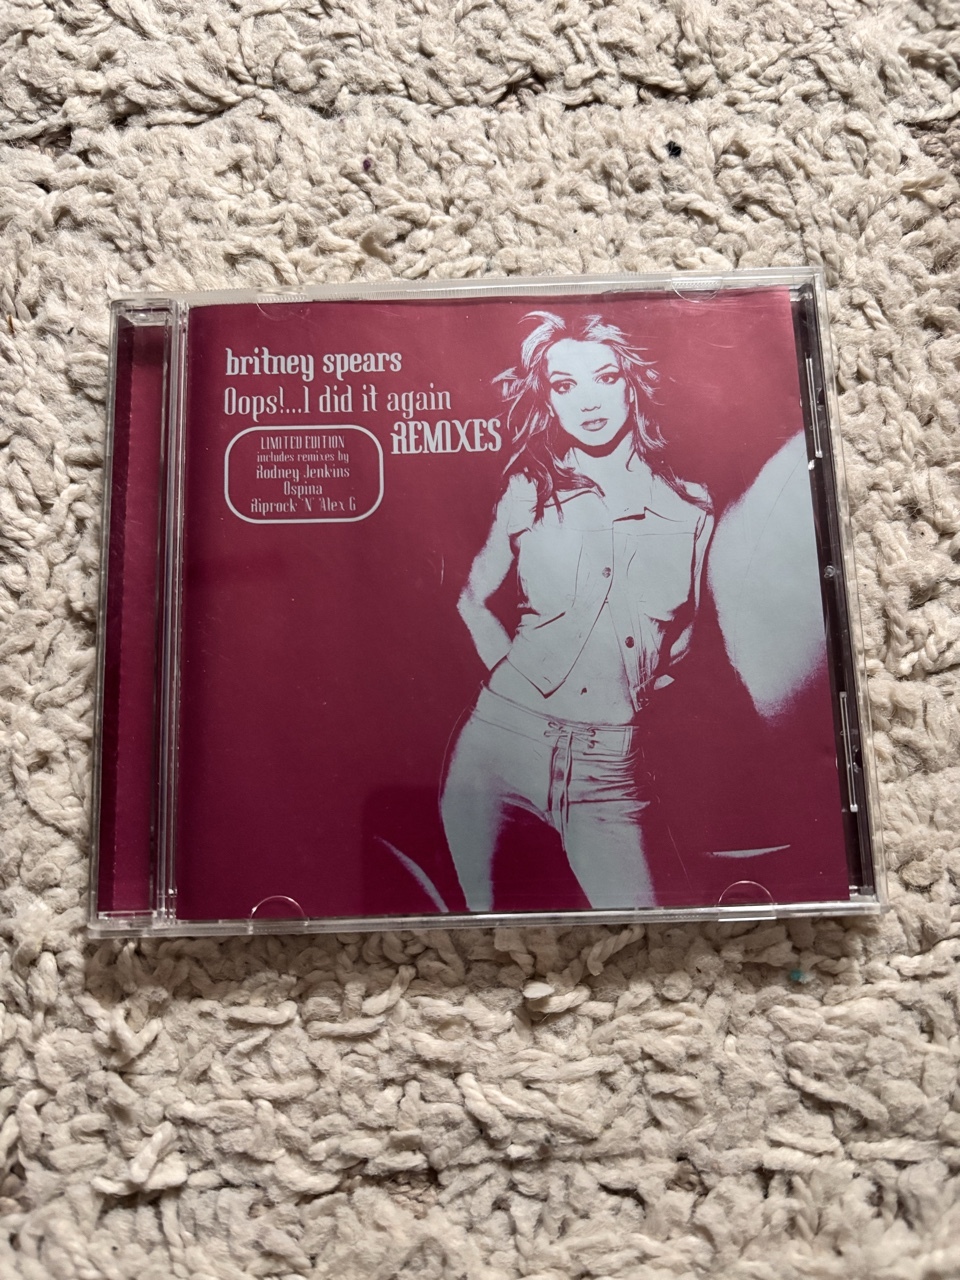 britney spears
Oops!...I did it again
REMIXES
LIMITED EDITION
includes remixes by
Rodney Jenkins
Ospina
Riprock 'N' Alex G